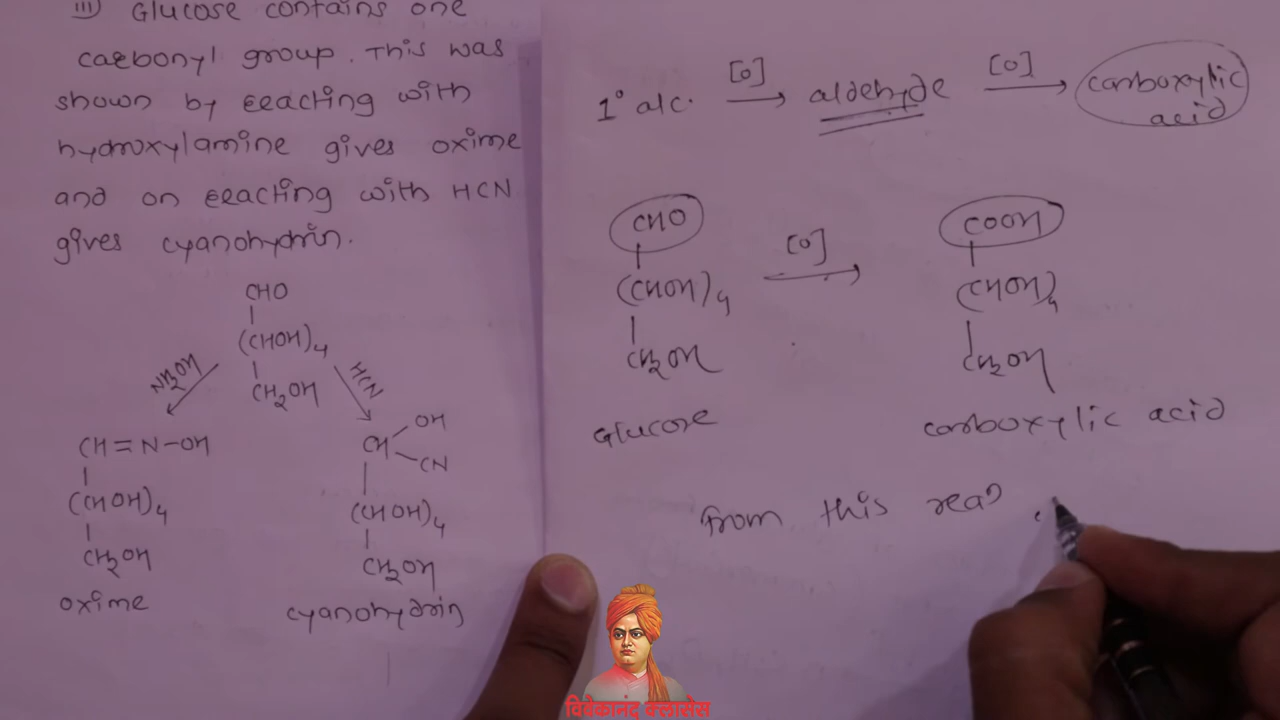 iii) Glucose contains one
carbonyl group. This was
shown by reacting with
hydroxylamine gives oxime
and on reacting with HCN
gives cyanohydrin.
CHO
(CHOH)4
CH2OH
NH2OH
HCN
CH=N-OH
(CHOH)4
CH2OH
oxime
CH
OH
CN
(CHOH)4
CH2OH
cyanohydrin
1° alc. [O] → aldehyde [O] → carboxylic
acid
CHO
(CHOH)4
CH2OH
Glucose
[O] →
COOH
(CHOH)4
CH2OH
carboxylic acid
from this
विवेकानंद क्लासेस